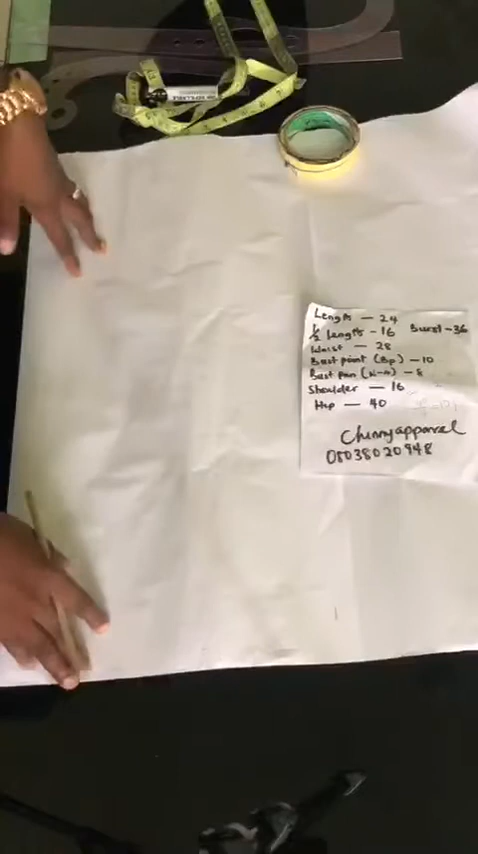 Length — 24
1/2 length - 16 Burst - 36
Waist — 28
Bust point (Bp) — 10
Bust pan (N-N) — 8
Shoulder — 16
Hip — 40
Chinnyapparel
08038020948